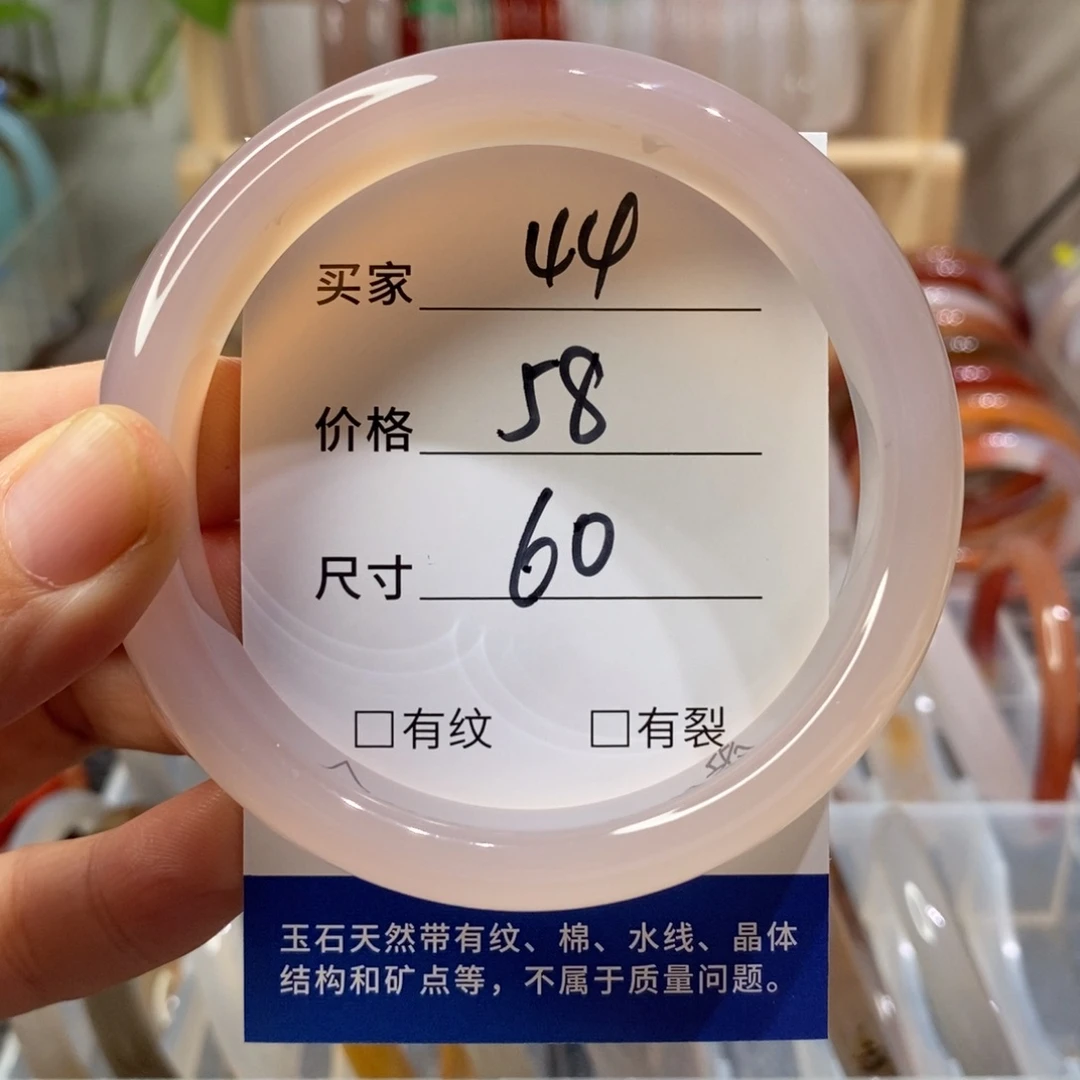 买家 44
价格 58
尺寸 60
□有纹 □有裂
玉石天然带有纹、棉、水线、晶体
结构和矿点等，不属于质量问题。